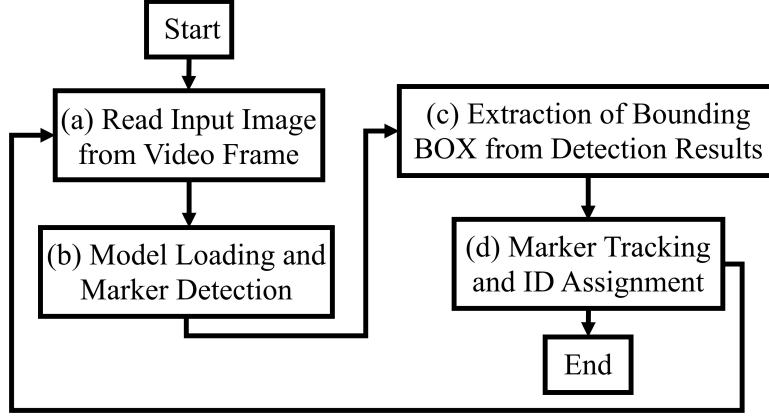 Start
(a) Read Input Image
from Video Frame
(b) Model Loading and
Marker Detection
(c) Extraction of Bounding
BOX from Detection Results
(d) Marker Tracking
and ID Assignment
End